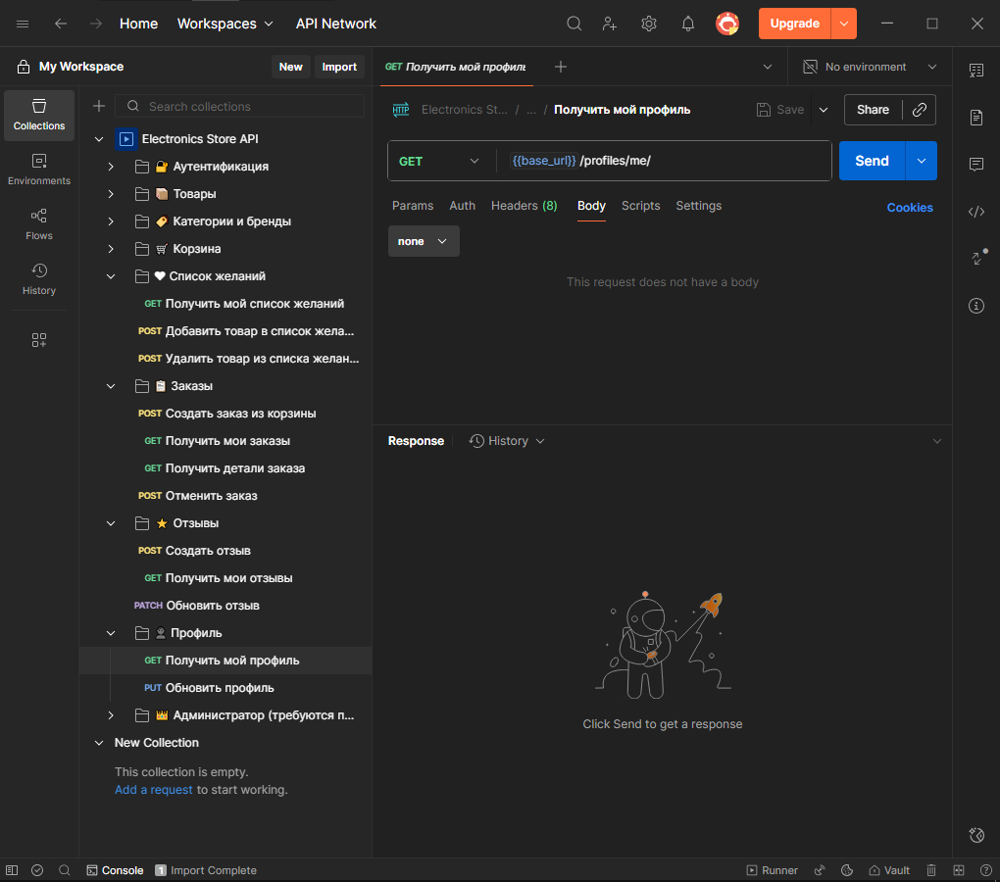 Home Workspaces API Network Upgrade
My Workspace New Import
GET Получить мой профиль No environment
Collections
Environments
Flows
History
Search collections
Electronics Store API
Аутентификация
Товары
Категории и бренды
Корзина
Список желаний
GET Получить мой список желаний
POST Добавить товар в список жела...
POST Удалить товар из списка желан...
Заказы
POST Создать заказ из корзины
GET Получить мои заказы
GET Получить детали заказа
POST Отменить заказ
Отзывы
POST Создать отзыв
GET Получить мои отзывы
PATCH Обновить отзыв
Профиль
GET Получить мой профиль
PUT Обновить профиль
Администратор (требуются п...
New Collection
This collection is empty.
Add a request to start working.
HTTP Electronics St... / ... / Получить мой профиль Save Share
GET {{base_url}} /profiles/me/ Send
Params Auth Headers (8) Body Scripts Settings Cookies
none
This request does not have a body
Response History
Click Send to get a response
Console 1 Import Complete Runner Vault